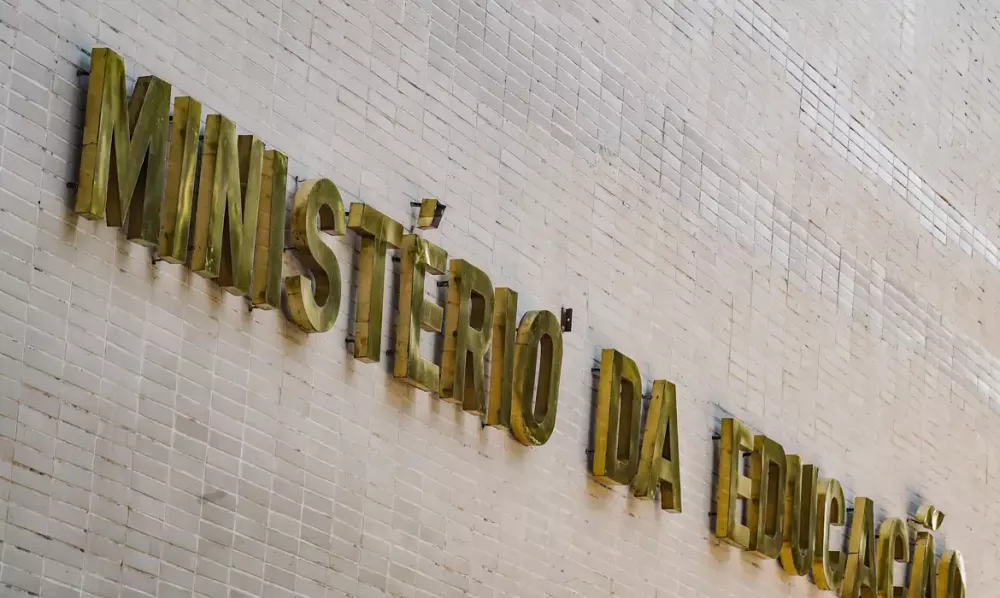 MINISTÉRIO DA EDUCAÇÃO